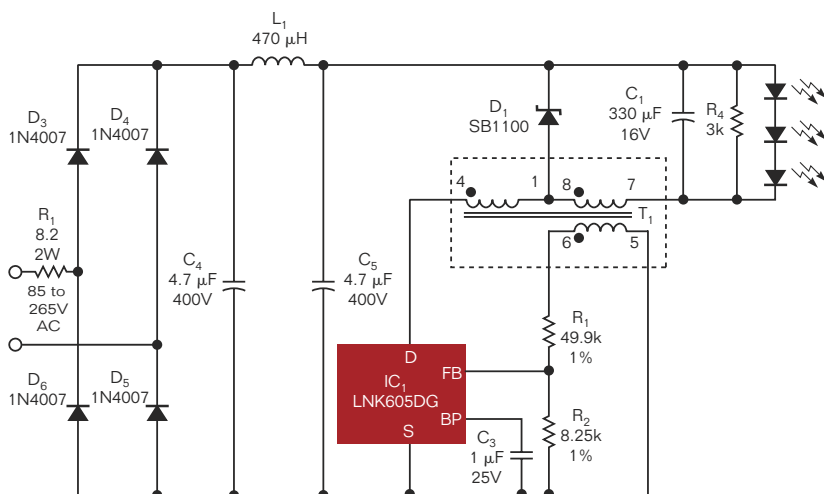 L1
470 μH
D3
1N4007
D4
1N4007
D1
SB1100
C1
330 μF
16V
R4
3k
4
1
8
7
T1
6
5
R1
8.2
2W
85 to
265V
AC
C4
4.7 μF
400V
C5
4.7 μF
400V
R1
49.9k
1%
D
FB
IC1
LNK605DG
BP
S
D6
1N4007
D5
1N4007
C3
1 μF
25V
R2
8.25k
1%